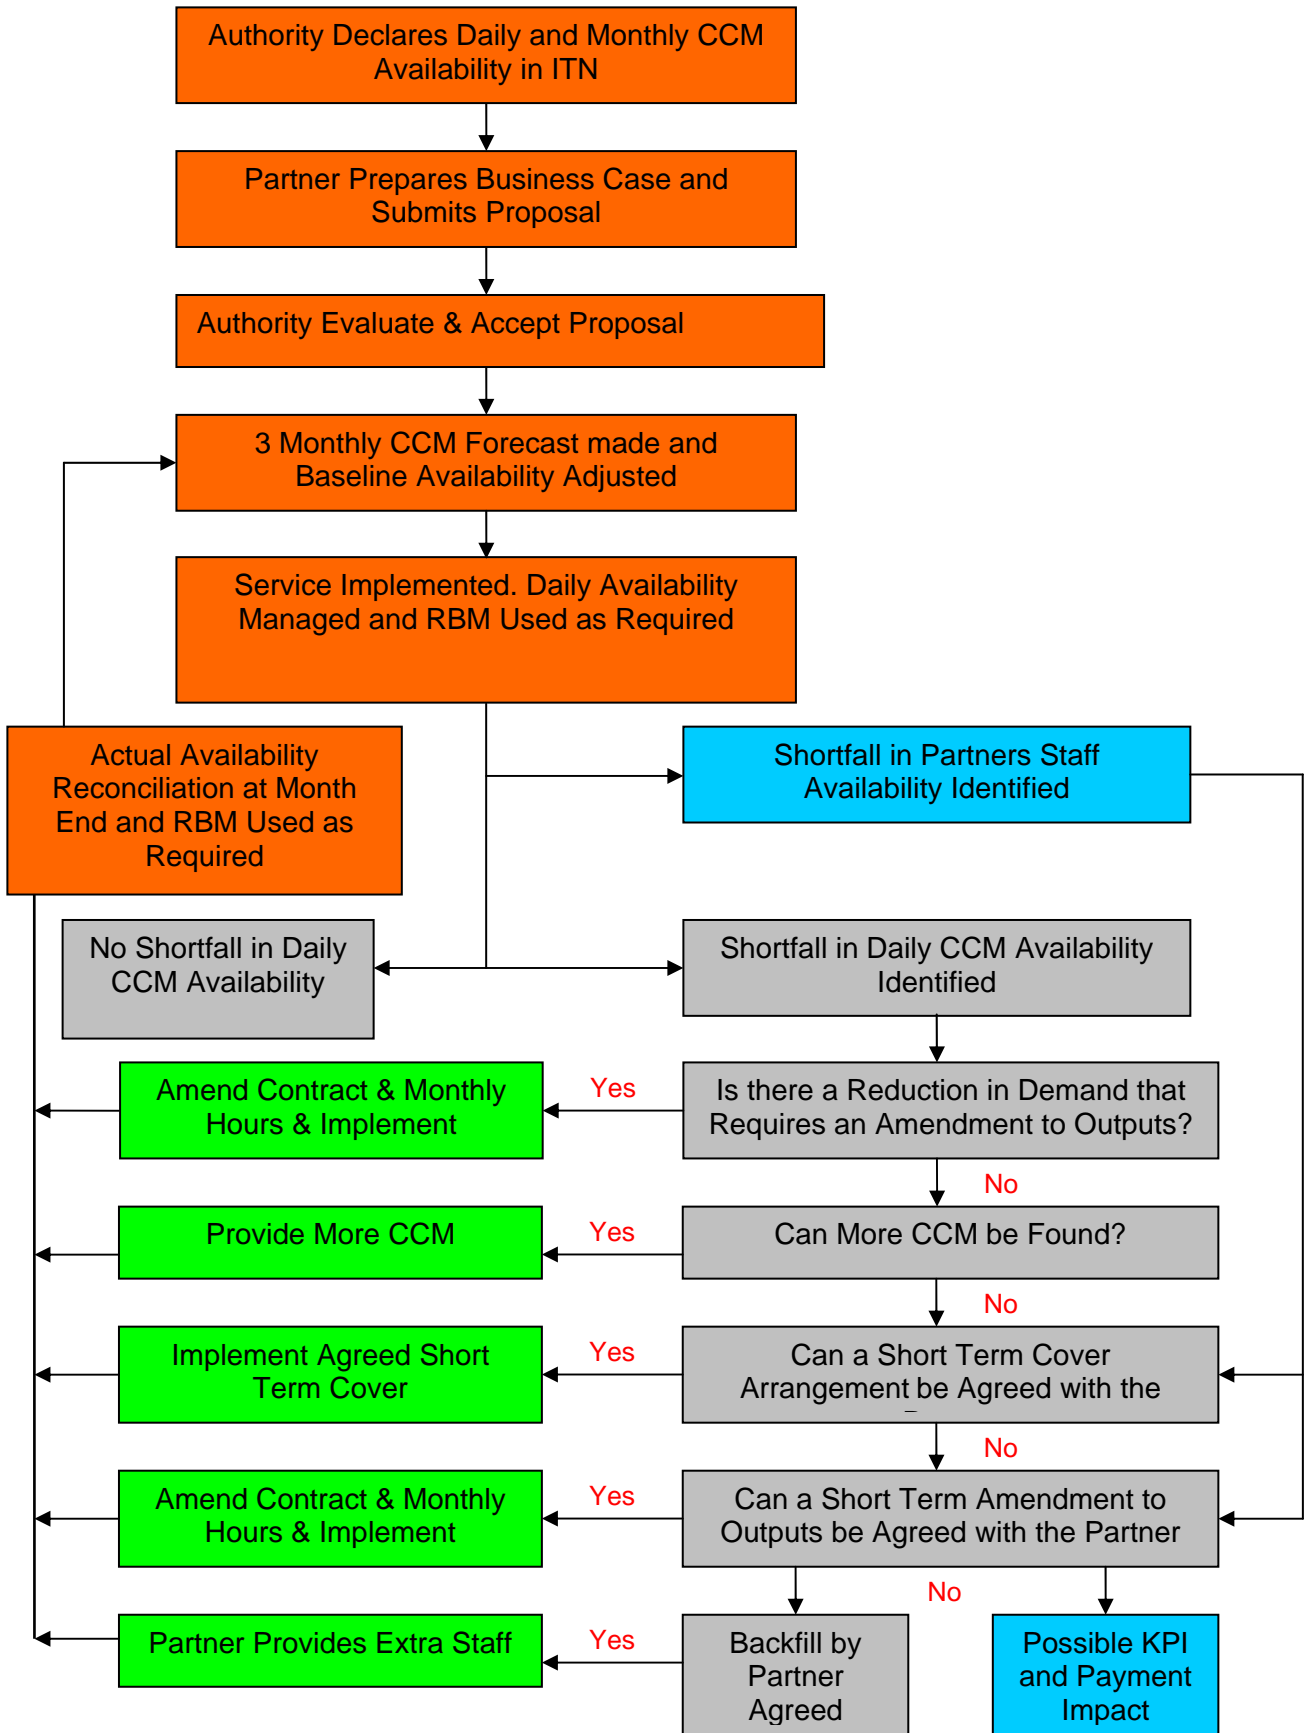 Authority Declares Daily and Monthly CCM
Availability in ITN
Partner Prepares Business Case and
Submits Proposal
Authority Evaluate & Accept Proposal
3 Monthly CCM Forecast made and
Baseline Availability Adjusted
Service Implemented. Daily Availability
Managed and RBM Used as Required
Actual Availability
Reconciliation at Month
End and RBM Used as
Required
Shortfall in Partners Staff
Availability Identified
No Shortfall in Daily
CCM Availability
Shortfall in Daily CCM Availability
Identified
Amend Contract & Monthly
Hours & Implement
Yes
Is there a Reduction in Demand that
Requires an Amendment to Outputs?
No
Provide More CCM
Yes
Can More CCM be Found?
No
Implement Agreed Short
Term Cover
Yes
Can a Short Term Cover
Arrangement be Agreed with the
No
Amend Contract & Monthly
Hours & Implement
Yes
Can a Short Term Amendment to
Outputs be Agreed with the Partner
No
Partner Provides Extra Staff
Yes
Backfill by
Partner
Agreed
Possible KPI
and Payment
Impact